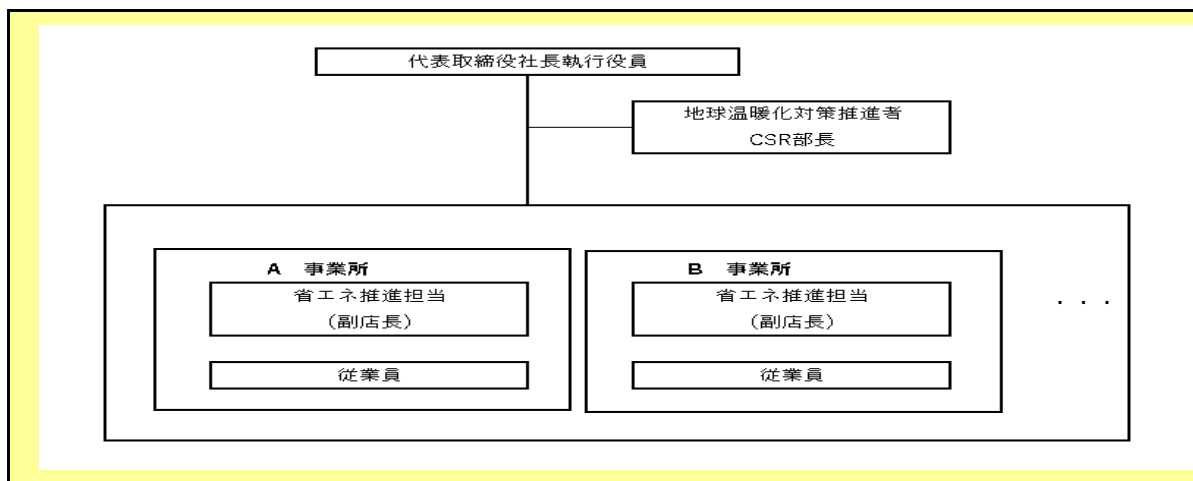 代表取締役社長執行役員
地球温暖化対策推進者
CSR部長
A 事業所
省エネ推進担当
(副店長)
従業員
B 事業所
省エネ推進担当
(副店長)
従業員
・・・